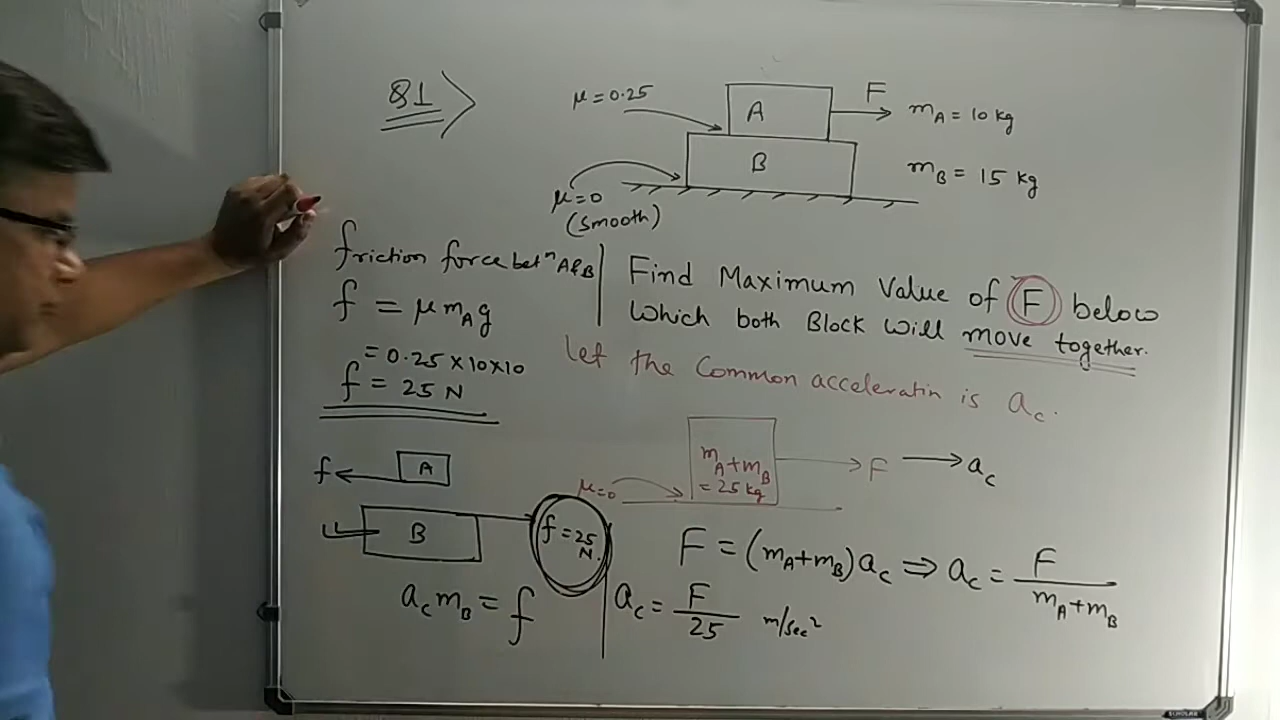 Q1
μ = 0.25
A
F
m_A = 10 kg
B
m_B = 15 kg
μ=0
(smooth)
friction force betⁿ A&B
f = μ m_A g
= 0.25 × 10 × 10
f = 25 N
Find Maximum Value of F below
Which both Block will move together.
let the Common acceleratin is a_c.
f ← A
B
f = 25 N.
a_c m_B = f
m_A + m_B
= 25 kg
μ=0
F → a_c
F = (m_A+m_B) a_c ⇒ a_c = F / (m_A+m_B)
a_c = F / 25 m/sec²